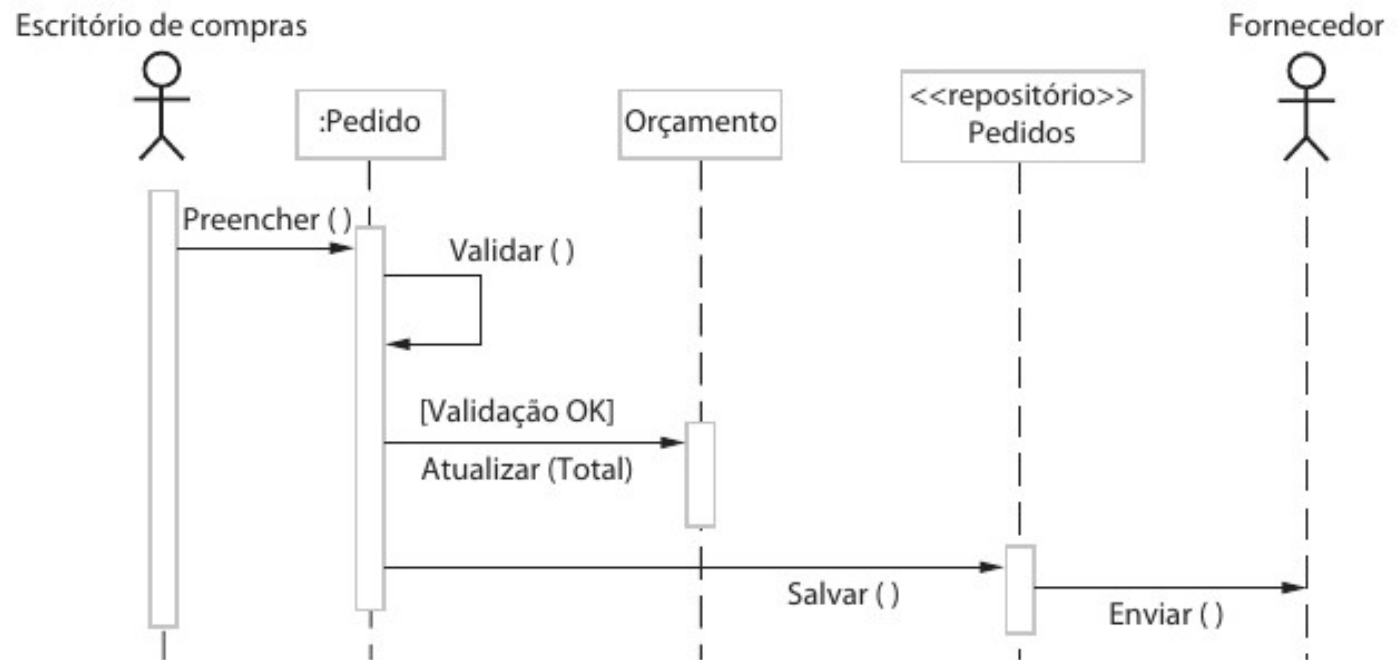 Escritório de compras
Fornecedor
:Pedido
Orçamento
<<repositório>>
Pedidos
Preencher ( )
Validar ( )
[Validação OK]
Atualizar (Total)
Salvar ( )
Enviar ( )